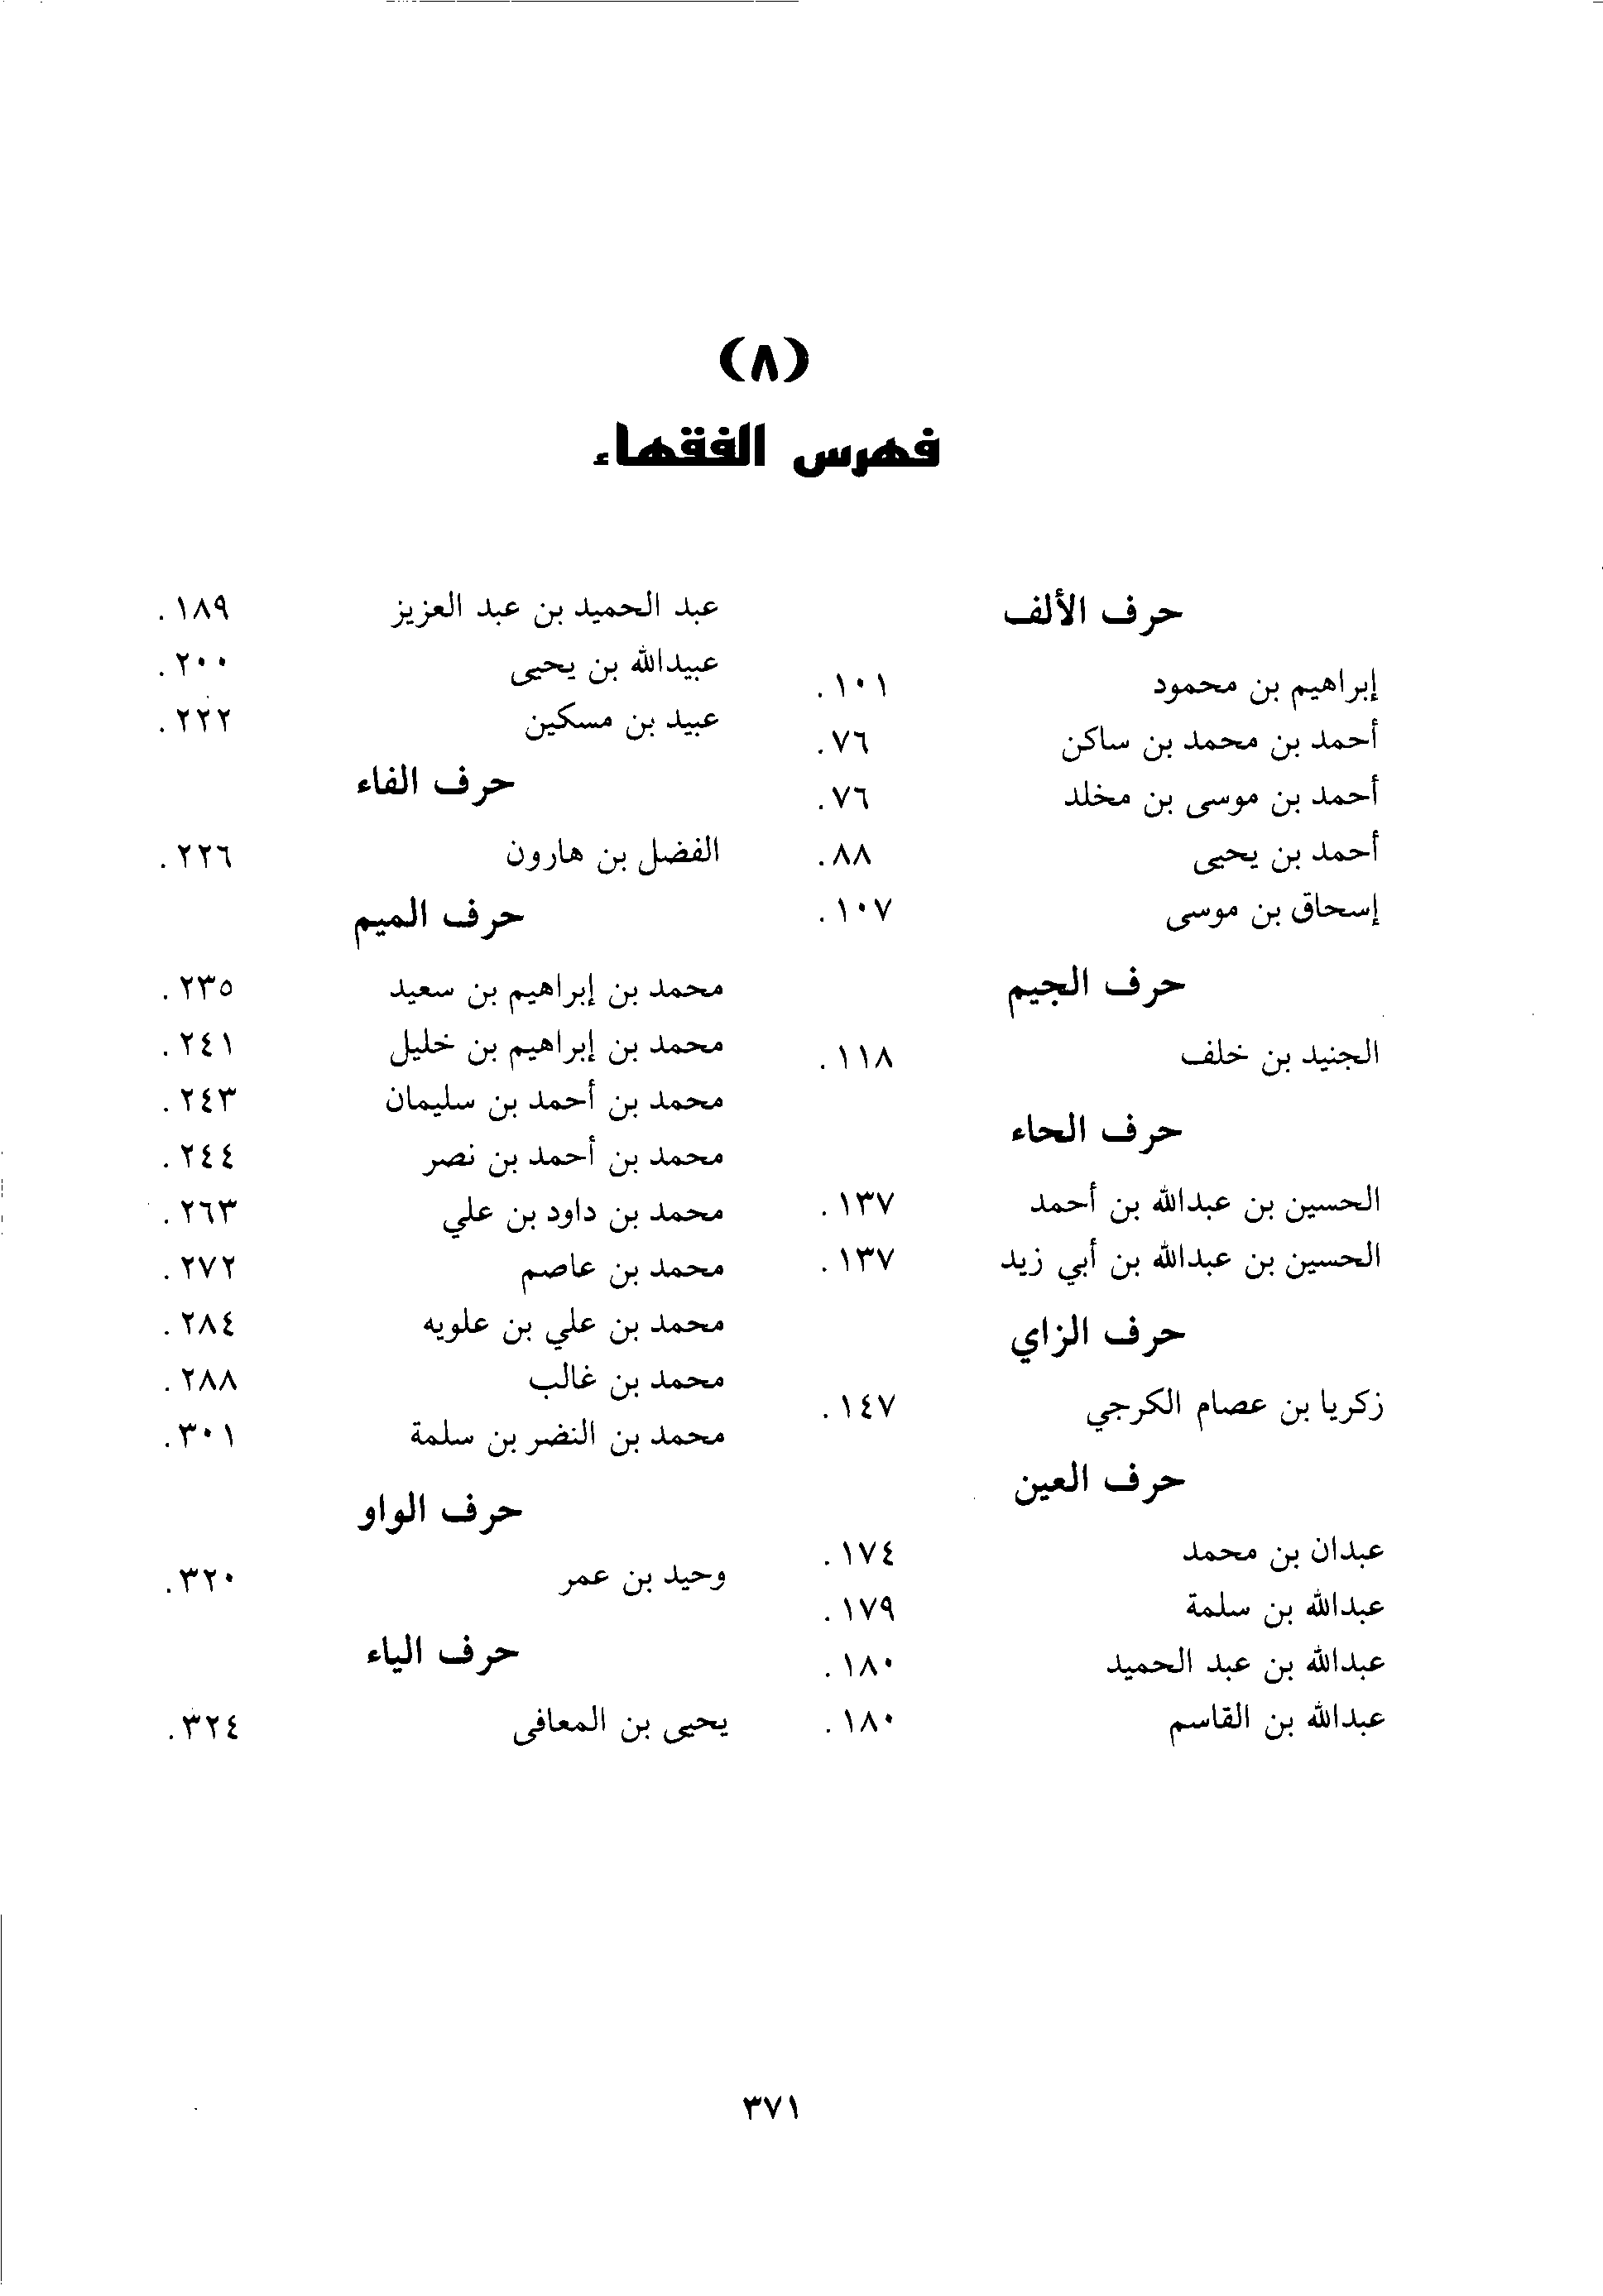 (٨)
فهرس الفقهاء
حرف الألف
إبراهيم بن محمود ١٠١.
أحمد بن محمد بن ساكن ٧٦.
أحمد بن موسى بن مخلد ٧٦.
أحمد بن يحيى ٨٨.
إسحاق بن موسى ١٠٧.
حرف الجيم
الجنيد بن خلف ١١٨.
حرف الحاء
الحسين بن عبدالله بن أحمد ١٣٧.
الحسين بن عبدالله بن أبي زيد ١٣٧.
حرف الزاي
زكريا بن عصام الكرجي ١٤٧.
حرف العين
عبدان بن محمد ١٧٤.
عبدالله بن سلمة ١٧٩.
عبدالله بن عبد الحميد ١٨٠.
عبدالله بن القاسم ١٨٠.
عبد الحميد بن عبد العزيز ١٨٩.
عبيدالله بن يحيى ٢٠٠.
عبيد بن مسكين ٢٢٢.
حرف الفاء
الفضل بن هارون ٢٢٦.
حرف الميم
محمد بن إبراهيم بن سعيد ٢٣٥.
محمد بن إبراهيم بن خليل ٢٤١.
محمد بن أحمد بن سليمان ٢٤٣.
محمد بن أحمد بن نصر ٢٤٤.
محمد بن داود بن علي ٢٦٣.
محمد بن عاصم ٢٧٢.
محمد بن علي بن علويه ٢٨٤.
محمد بن غالب ٢٨٨.
محمد بن النضر بن سلمة ٣٠١.
حرف الواو
وحيد بن عمر ٣٢٠.
حرف الياء
يحيى بن المعافى ٣٢٤.
٣٧١